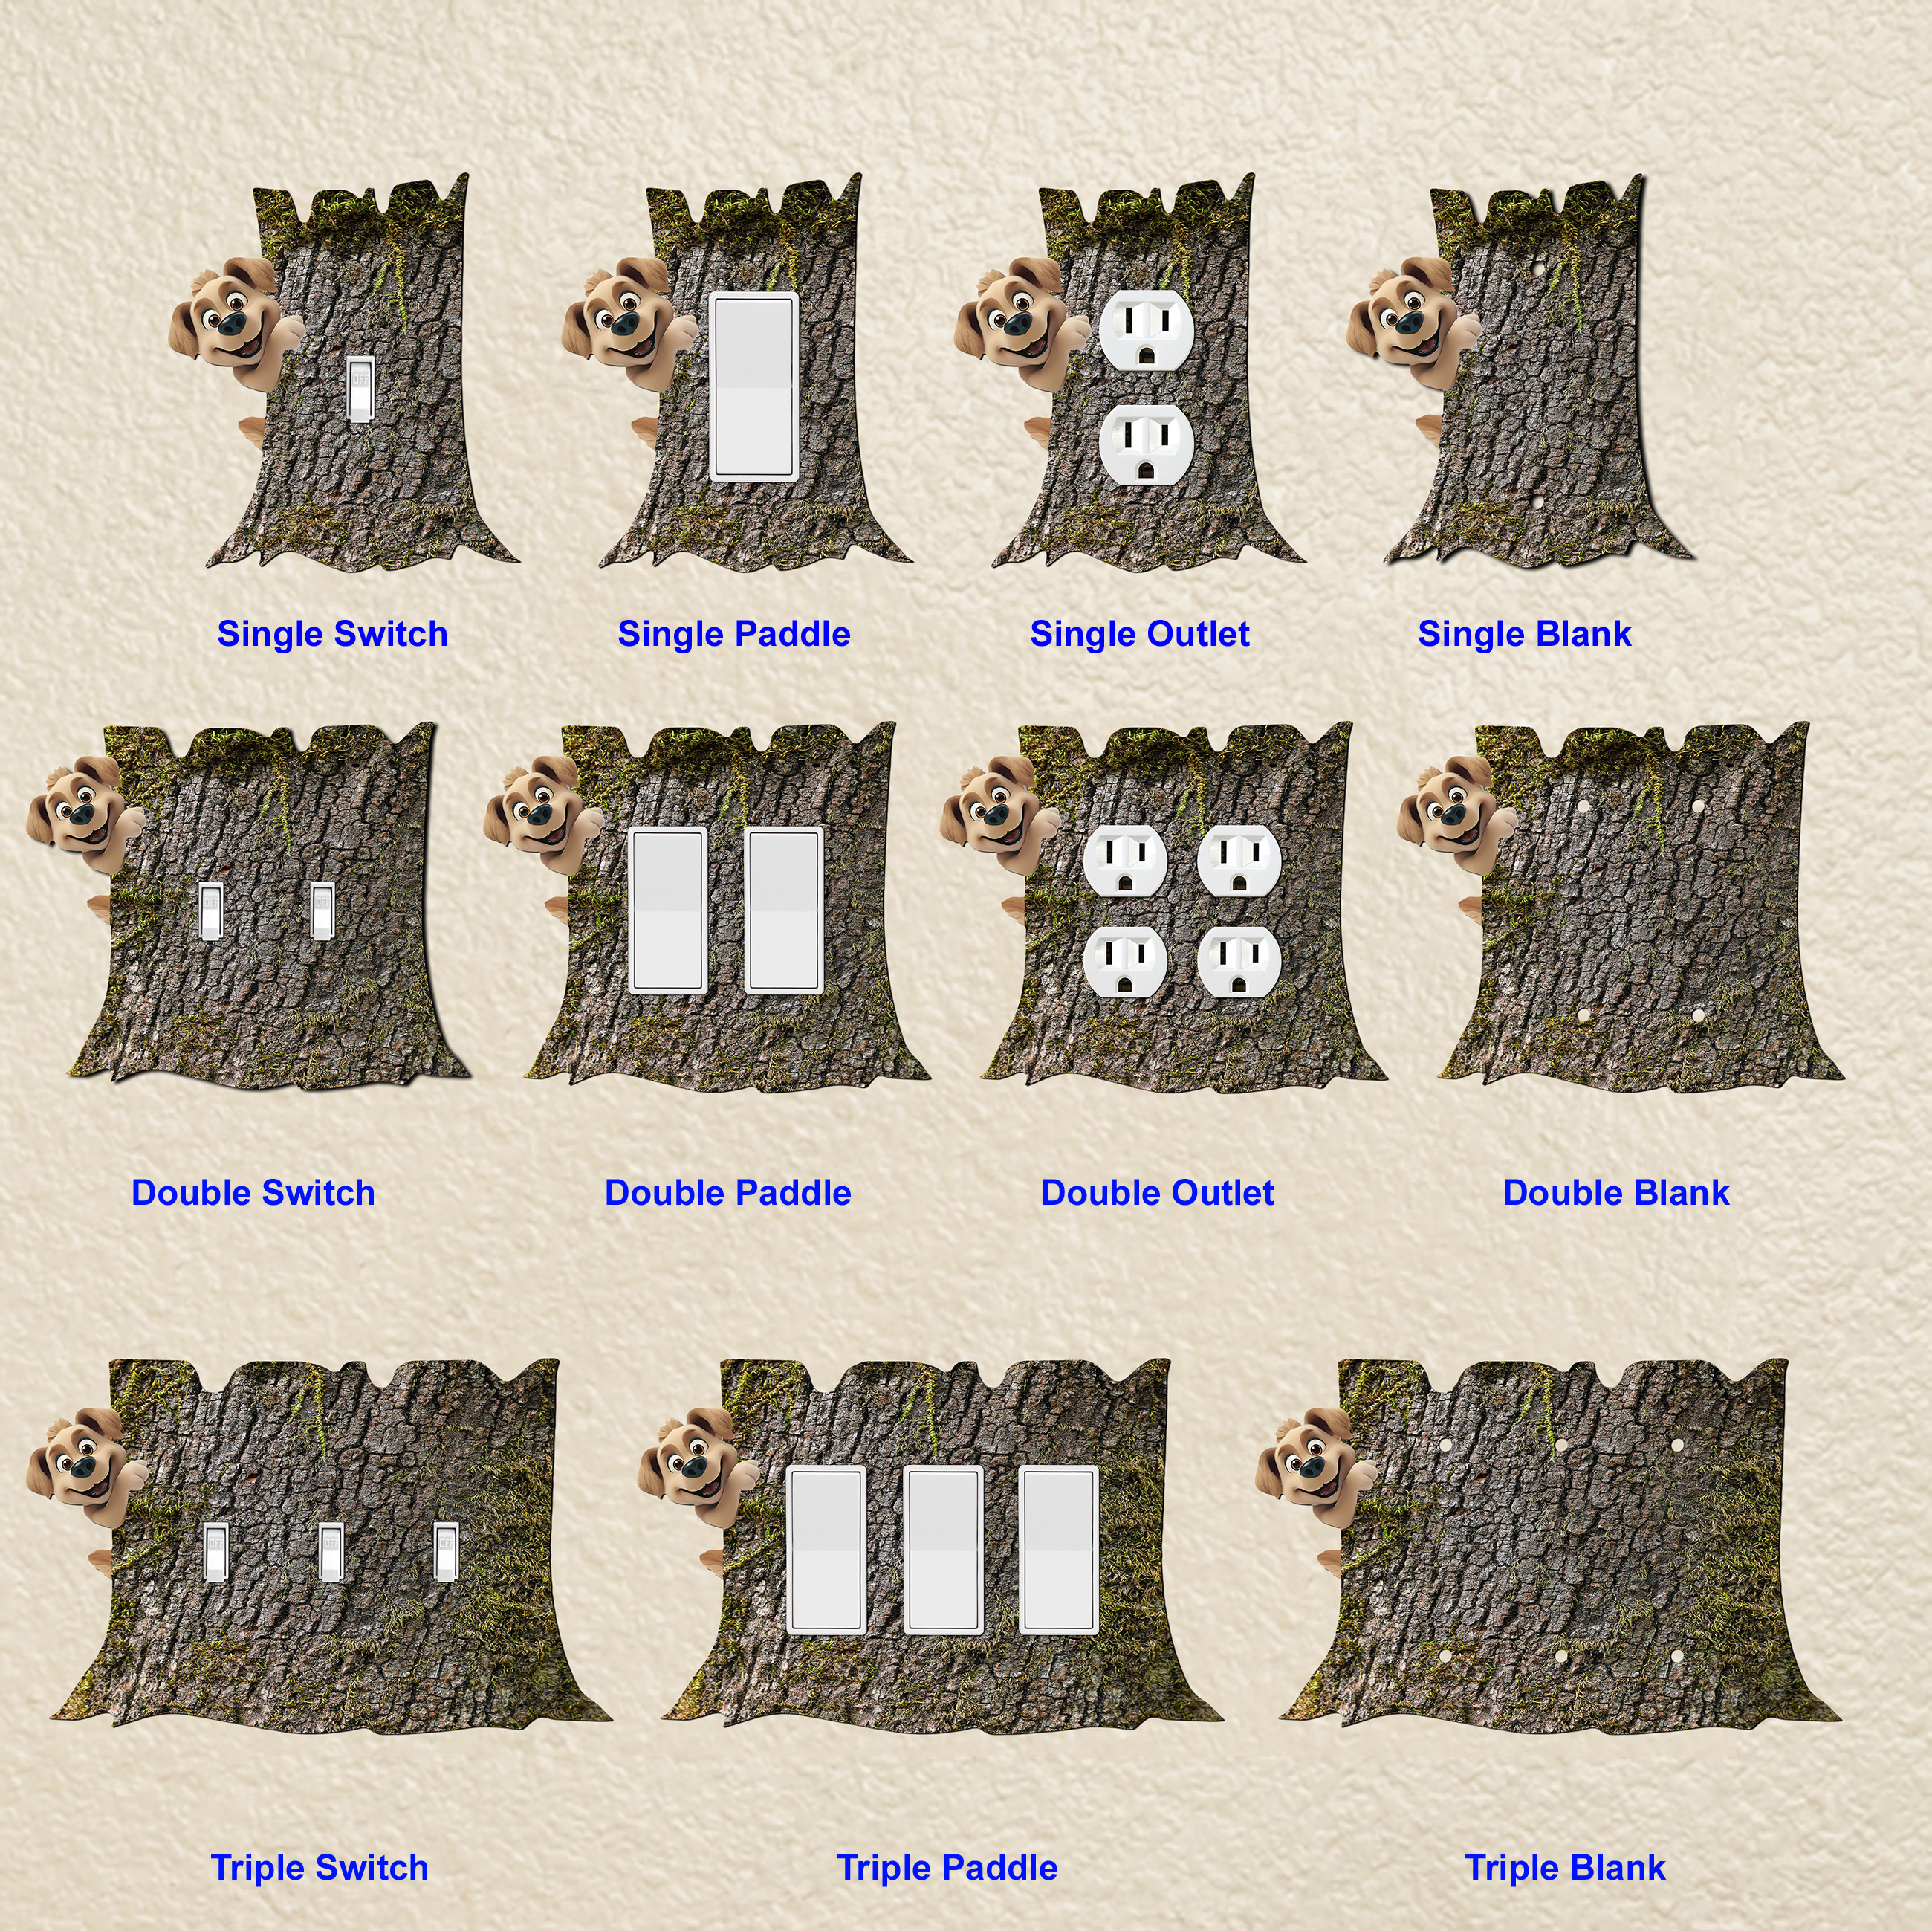 Single Switch
Single Paddle
Single Outlet
Single Blank
Double Switch
Double Paddle
Double Outlet
Double Blank
Triple Switch
Triple Paddle
Triple Blank